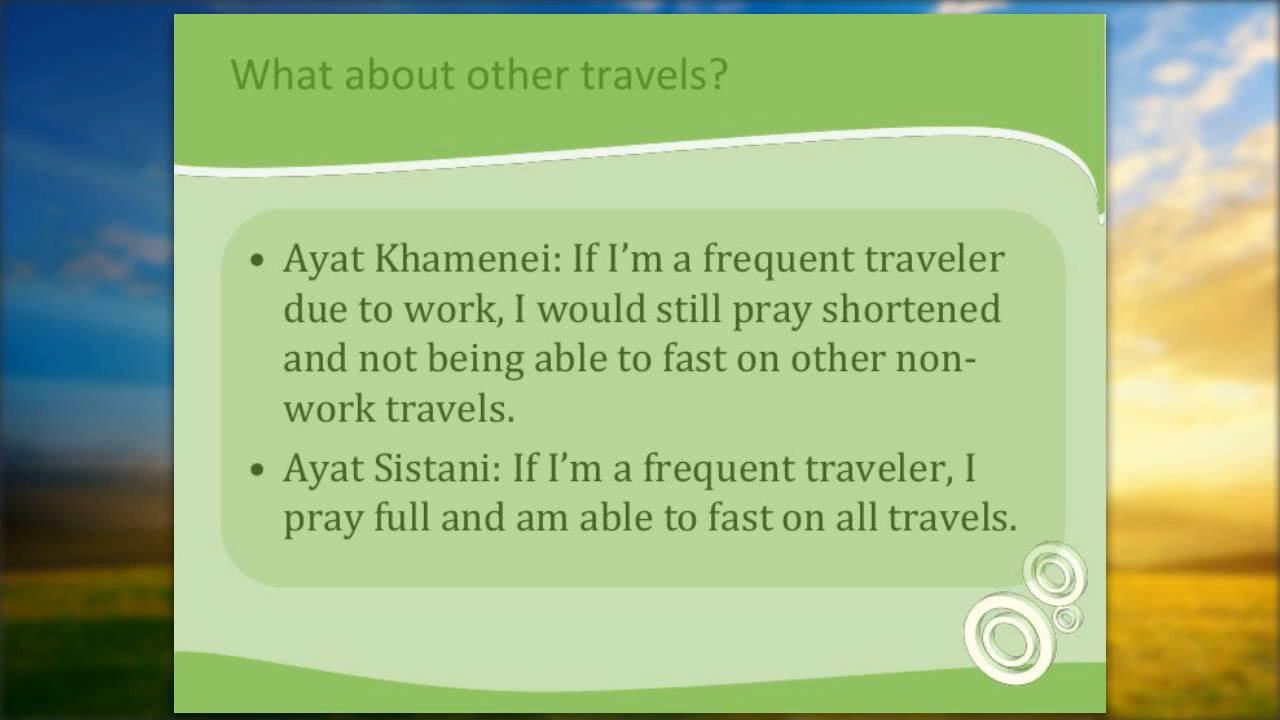 What about other travels?
• Ayat Khamenei: If I’m a frequent traveler
due to work, I would still pray shortened
and not being able to fast on other non-
work travels.
• Ayat Sistani: If I’m a frequent traveler, I
pray full and am able to fast on all travels.